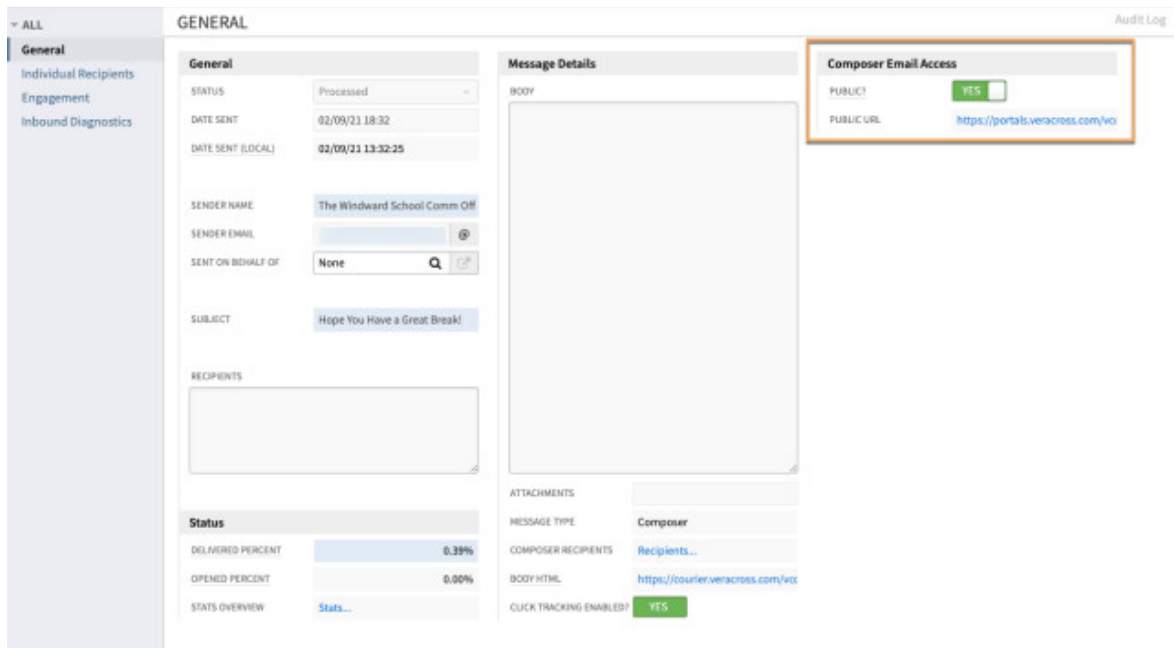 ALL
General
Individual Recipients
Engagement
Inbound Diagnostics
GENERAL
Audit Log
General
STATUS Processed
DATE SENT 02/09/21 18:32
DATE SENT (LOCAL) 02/09/21 13:32:25
SENDER NAME The Windward School Comm Off
SENDER EMAIL @
SENT ON BEHALF OF None
SUBJECT Hope You Have a Great Break!
RECIPIENTS
Status
DELIVERED PERCENT 0.39%
OPENED PERCENT 0.00%
STATS OVERVIEW Stats...
Message Details
BODY
ATTACHMENTS
MESSAGE TYPE Composer
COMPOSER RECIPIENTS Recipients...
BODY HTML https://courier.veracross.com/vcc
CLICK TRACKING ENABLED? YES
Composer Email Access
PUBLIC? YES
PUBLIC URL https://portals.veracross.com/vc